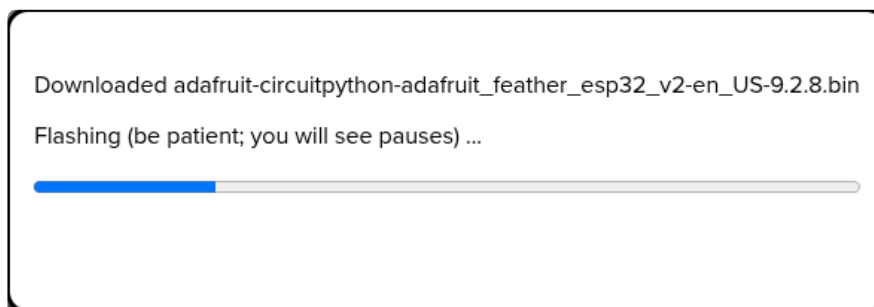 Downloaded adafruit-circuitpython-adafruit_feather_esp32_v2-en_US-9.2.8.bin
Flashing (be patient; you will see pauses) ...